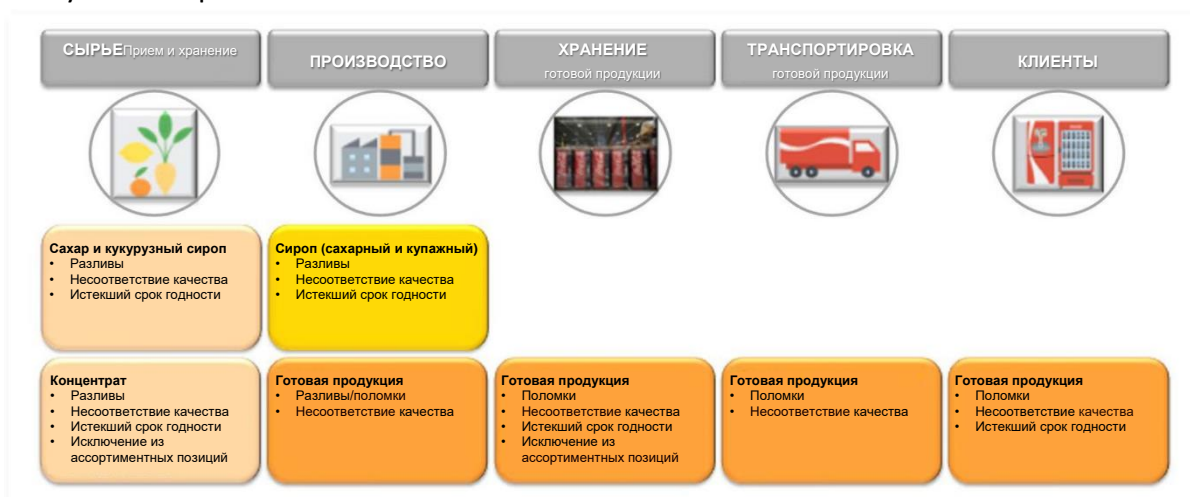 СЫРЬЕПрием и хранение
ПРОИЗВОДСТВО
ХРАНЕНИЕ
готовой продукции
ТРАНСПОРТИРОВКА
готовой продукции
КЛИЕНТЫ
Сахар и кукурузный сироп
• Разливы
• Несоответствие качества
• Истекший срок годности
Сироп (сахарный и купажный)
• Разливы
• Несоответствие качества
• Истекший срок годности
Концентрат
• Разливы
• Несоответствие качества
• Истекший срок годности
• Исключение из
ассортиментных позиций
Готовая продукция
• Разливы/поломки
• Несоответствие качества
Готовая продукция
• Поломки
• Несоответствие качества
• Истекший срок годности
• Исключение из
ассортиментных позиций
Готовая продукция
• Поломки
• Несоответствие качества
Готовая продукция
• Поломки
• Несоответствие качества
• Истекший срок годности